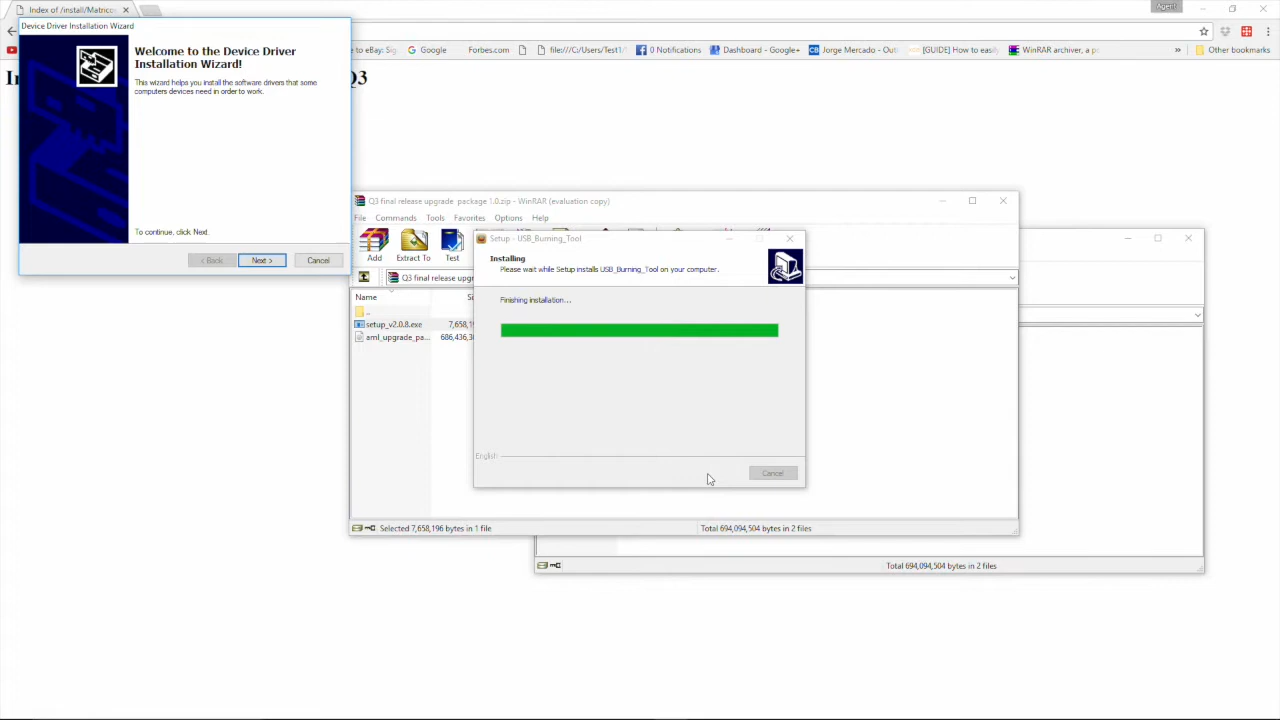 Index of /install/Matrico
Agent
to eBay: Sig
Google
Forbes.com
file:///C:/Users/Test1/
0 Notifications
Dashboard
[GUIDE] How to easily
WinRAR archiver, a p
»
Other bookmarks
In
Q3
Device Driver Installation Wizard
Welcome to the Device Driver
Installation Wizard!
This wizard helps you install the software drivers that some
computers devices need in order to work.
To continue, click Next.
< Back
Next >
Cancel
Q3 final release upgrade package 1.0.zip - WinRAR (evaluation copy)
File Commands Tools Favorites Options Help
Add
Extract To
Test
Q3 final release upgr
Name
Si
..
setup_v2.0.8.exe 7,658,19
aml_upgrade_pa... 686,436,3
Setup - USB_Burning_Tool
Installing
Please wait while Setup installs USB_Burning_Tool on your computer.
Finishing installation...
English
Cancel
Selected 7,658,196 bytes in 1 file
Total 694,094,504 bytes in 2 files
Total 694,094,504 bytes in 2 files